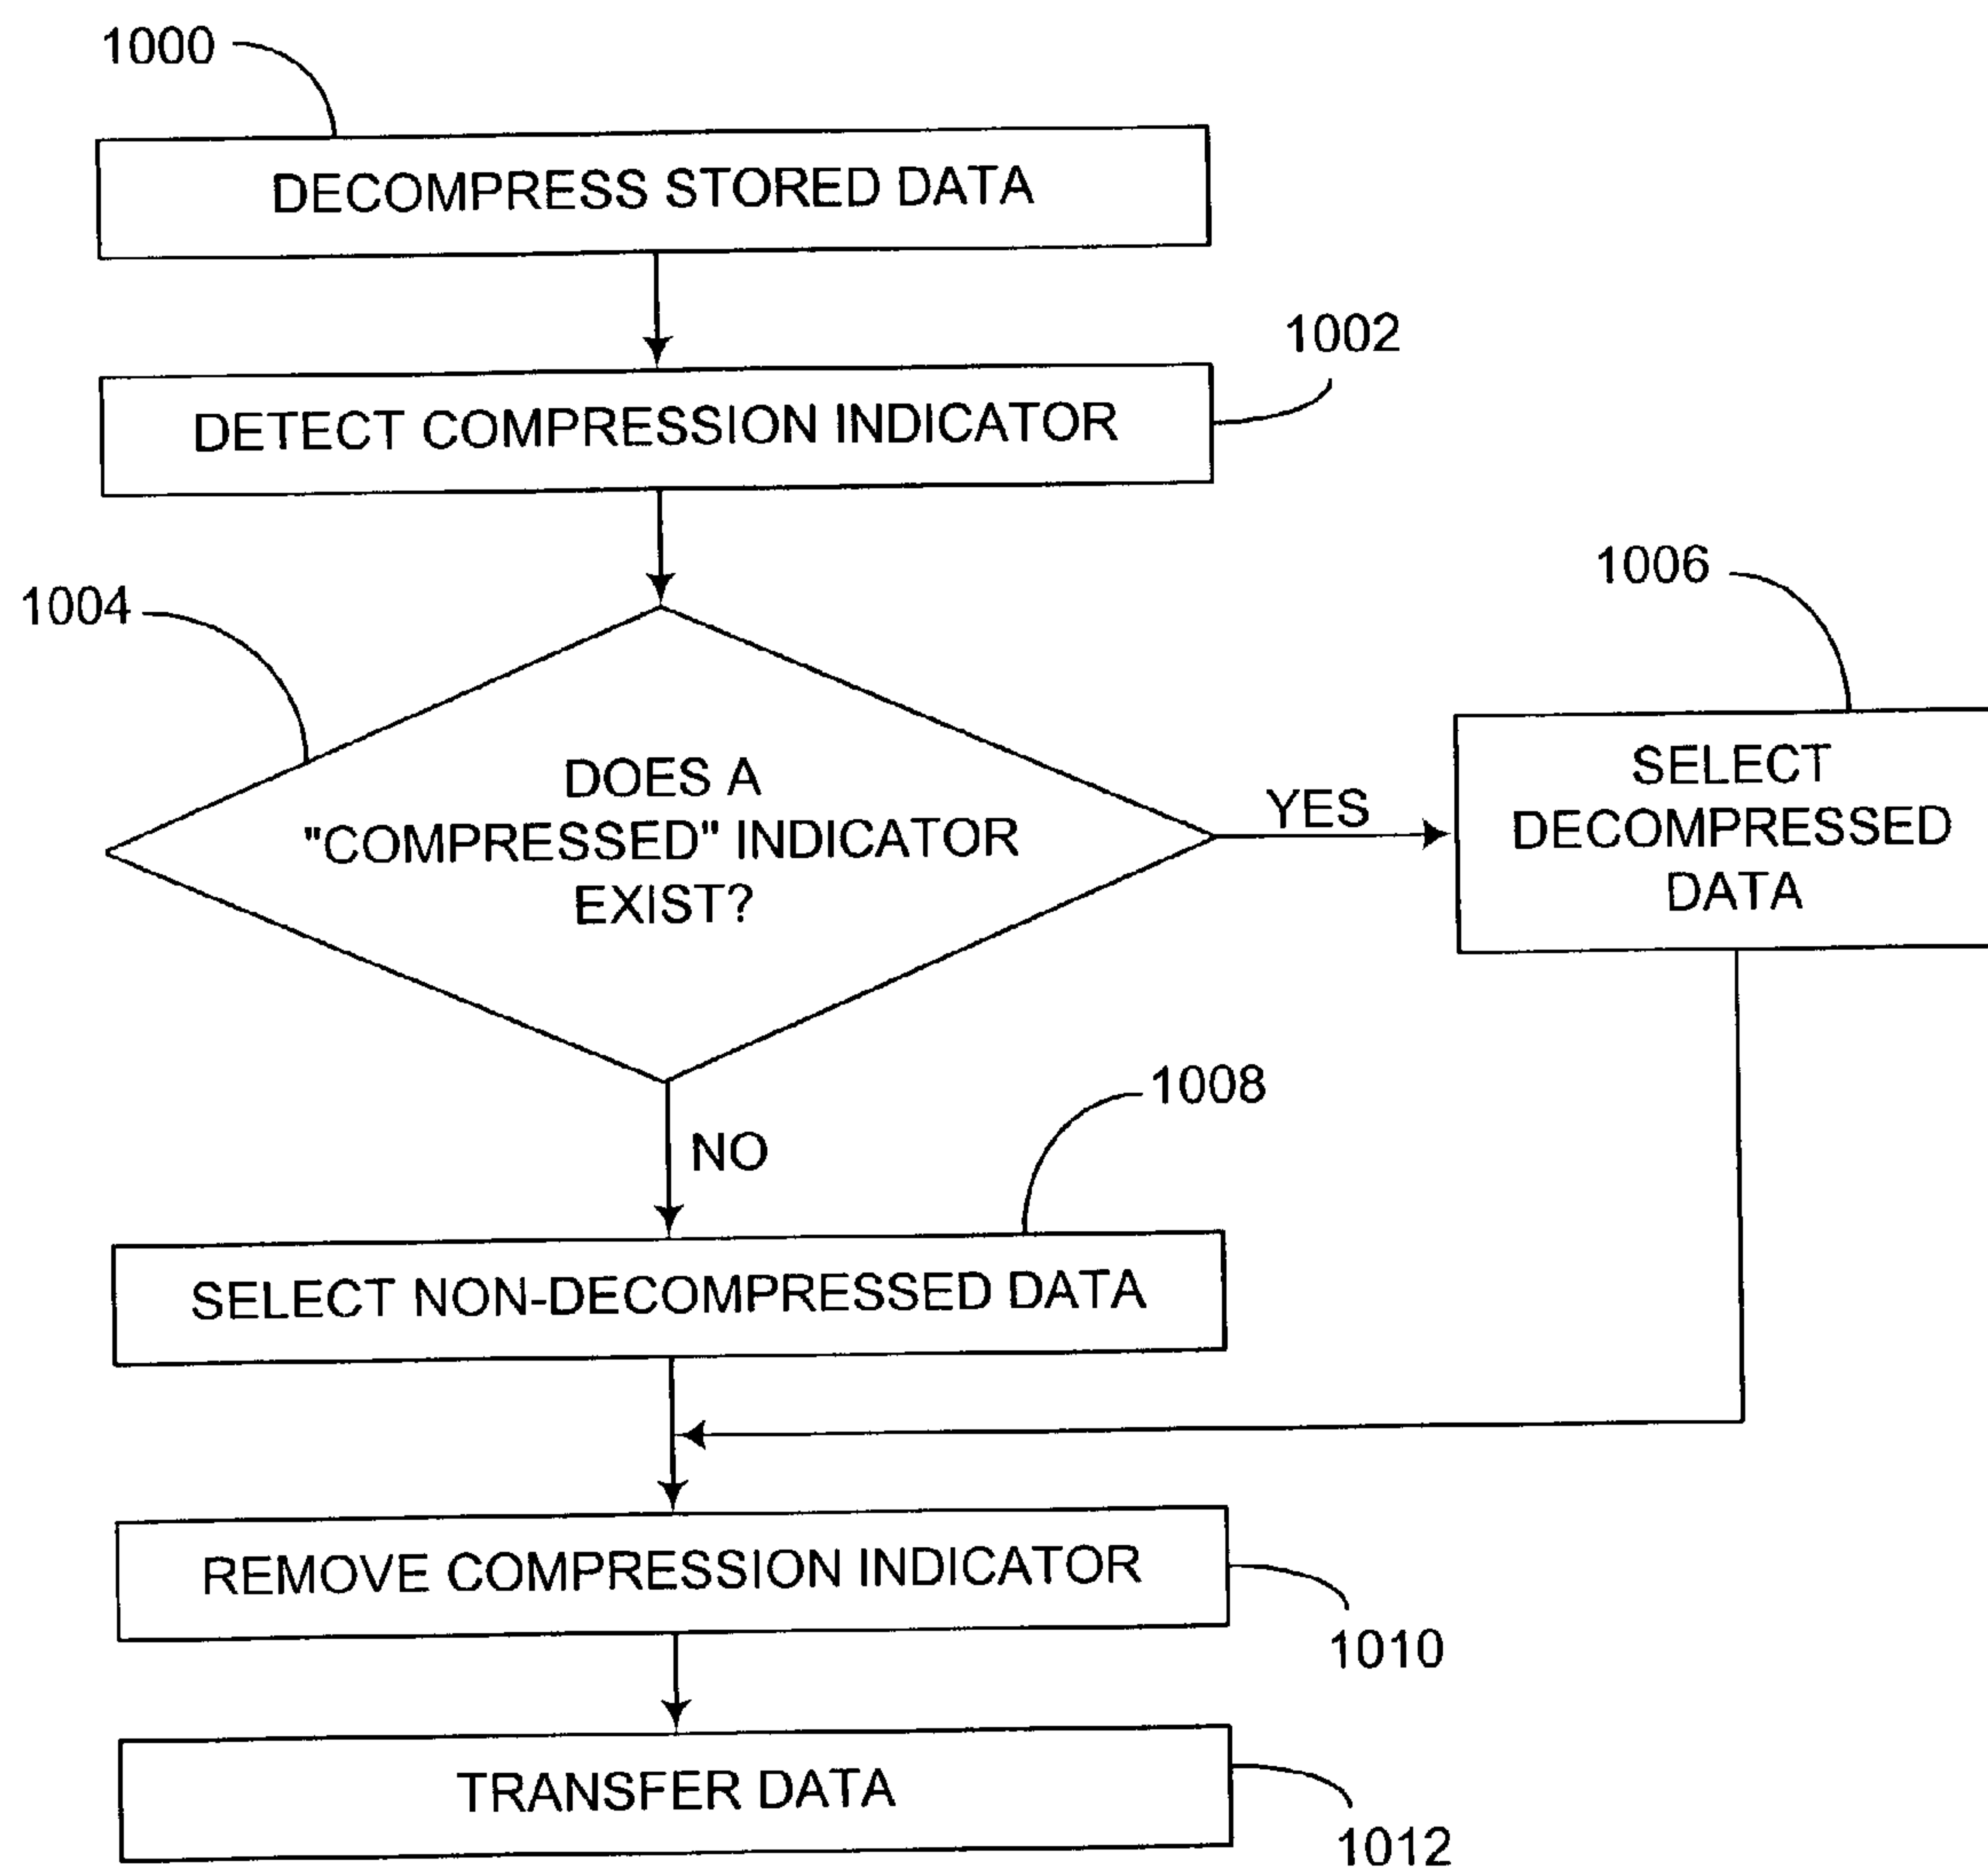 1000
DECOMPRESS STORED DATA
1002
DETECT COMPRESSION INDICATOR
1004
DOES A
"COMPRESSED" INDICATOR
EXIST?
YES
1006
SELECT
DECOMPRESSED
DATA
NO
1008
SELECT NON-DECOMPRESSED DATA
REMOVE COMPRESSION INDICATOR
1010
TRANSFER DATA
1012